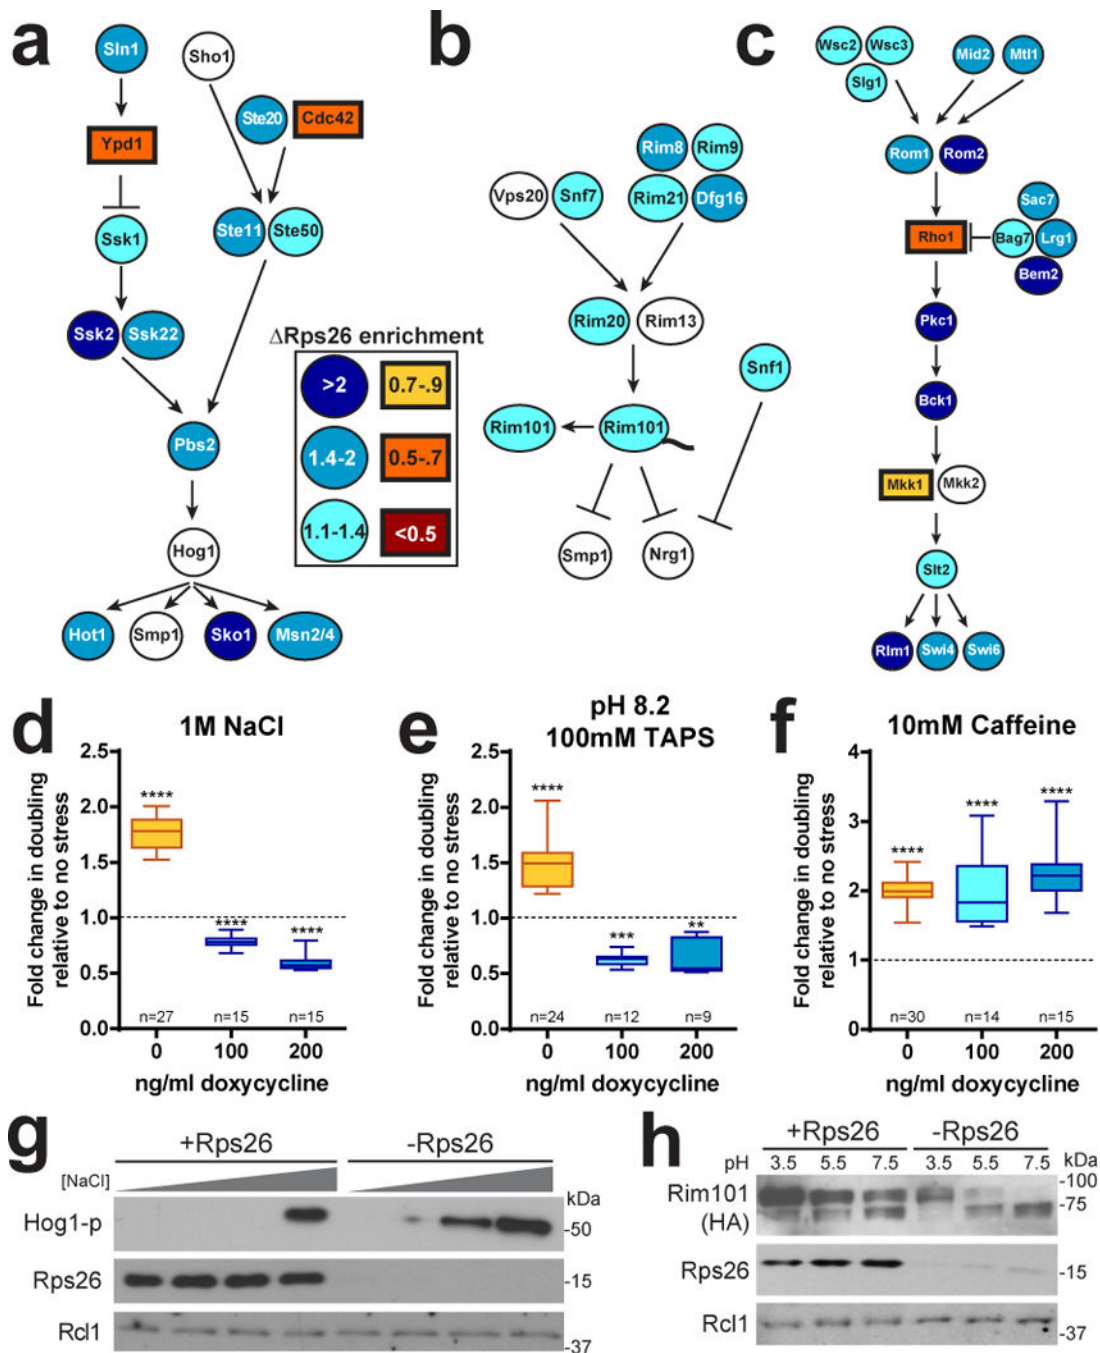 a
Sln1
Sho1
Ste20
Cdc42
Ypd1
Ssk1
Ste11
Ste50
Ssk2
Ssk22
Pbs2
Hog1
Hot1
Smp1
Sko1
Msn2/4
ΔRps26 enrichment
>2
0.7-.9
1.4-2
0.5-.7
1.1-1.4
<0.5
b
Rim8
Rim9
Vps20
Snf7
Rim21
Dfg16
Rim20
Rim13
Snf1
Rim101
Rim101
Smp1
Nrg1
c
Wsc2
Wsc3
Slg1
Mid2
Mtl1
Rom1
Rom2
Sac7
Rho1
Bag7
Lrg1
Bem2
Pkc1
Bck1
Mkk1
Mkk2
Slt2
Rlm1
Swi4
Swi6
d
1M NaCl
Fold change in doubling
relative to no stress
2.5
2.0
1.5
1.0
0.5
0.0
****
****
****
n=27
n=15
n=15
0
100
200
ng/ml doxycycline
e
pH 8.2
100mM TAPS
Fold change in doubling
relative to no stress
2.5
2.0
1.5
1.0
0.5
0.0
****
***
**
n=24
n=12
n=9
0
100
200
ng/ml doxycycline
f
10mM Caffeine
Fold change in doubling
relative to no stress
4
3
2
1
0
****
****
****
n=30
n=14
n=15
0
100
200
ng/ml doxycycline
g
+Rps26
-Rps26
[NaCl]
kDa
Hog1-p
-50
Rps26
-15
Rcl1
-37
h
+Rps26
-Rps26
pH 3.5 5.5 7.5 3.5 5.5 7.5 kDa
Rim101
(HA)
-100
-75
Rps26
-15
Rcl1
-37